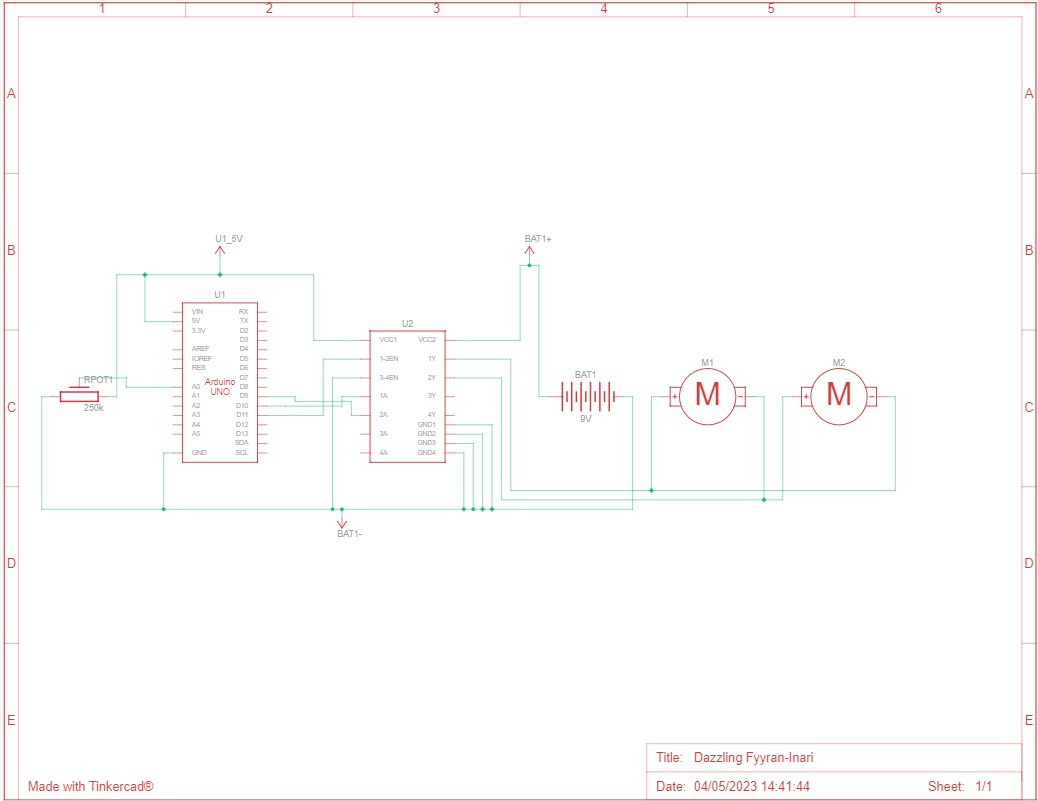 1 2 3 4 5 6
A A
B B
C C
D D
E E
U1_5V
BAT1+
U1
VIN RX
5V TX
3.3V D2
D3
AREF D4
IOREF D5
RES D6
D7
A0 D8
A1 D9
A2 D10
A3 D11
A4 D12
A5 D13
SDA
GND SCL
Arduino
UNO
RPOT1
250k
U2
VCC1 VCC2
1-2EN 1Y
3-4EN 2Y
1A 3Y
2A 4Y
GND1
3A GND2
GND3
4A GND4
BAT1
9V
M1
+ M -
M2
+ M -
BAT1-
Title: Dazzling Fyyran-Inari
Made with Tinkercad®
Date: 04/05/2023 14:41:44 Sheet: 1/1